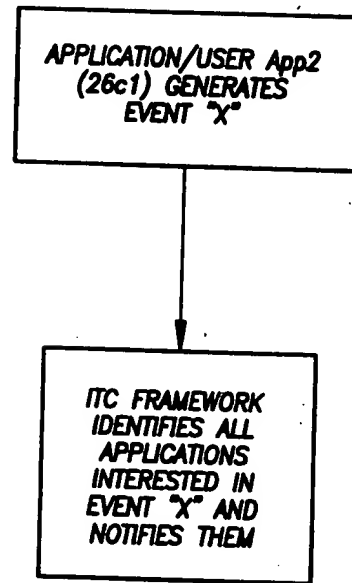 APPLICATION/USER App2
(26c1) GENERATES
EVENT "X"
ITC FRAMEWORK
IDENTIFIES ALL
APPLICATIONS
INTERESTED IN
EVENT "X" AND
NOTIFIES THEM